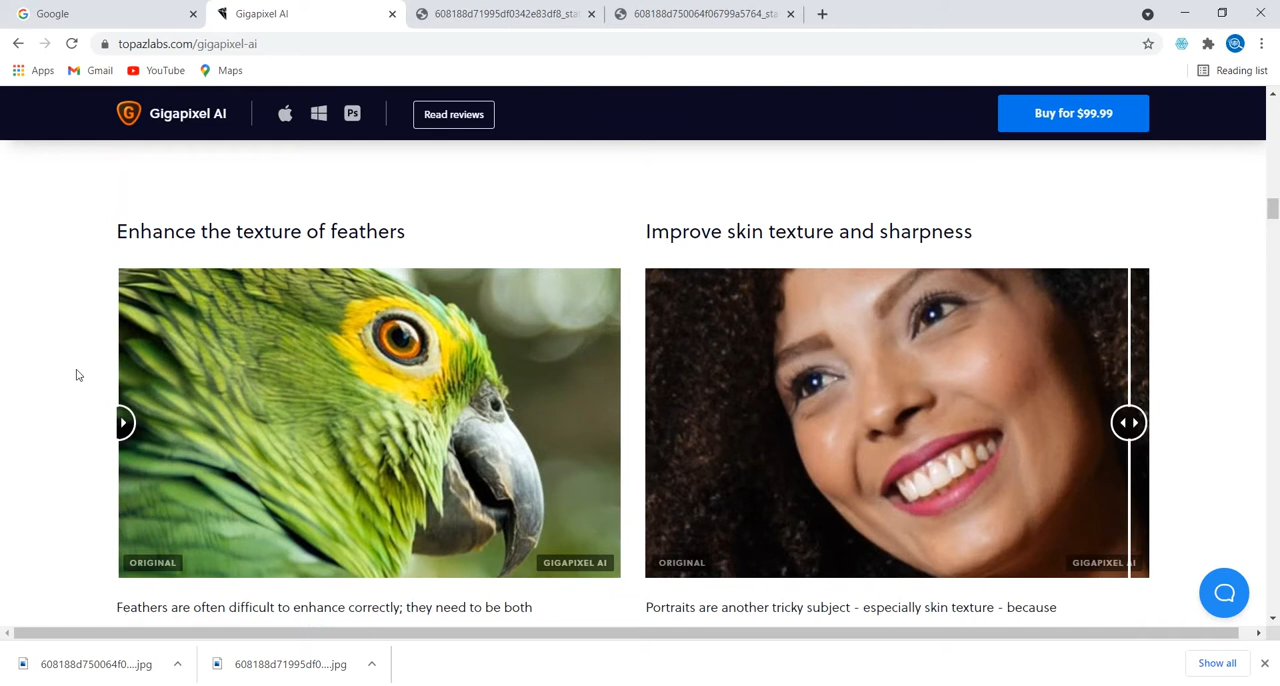 Google
Gigapixel AI
608188d71995df0342e83df8_sta
608188d750064f06799a5764_sta
topazlabs.com/gigapixel-ai
Apps
Gmail
YouTube
Maps
Reading list
G
Gigapixel AI
Ps
Read reviews
Buy for $99.99
Enhance the texture of feathers
Improve skin texture and sharpness
ORIGINAL
GIGAPIXEL AI
ORIGINAL
GIGAPIXEL AI
Feathers are often difficult to enhance correctly; they need to be both
Portraits are another tricky subject - especially skin texture - because
608188d750064f0....jpg
608188d71995df0....jpg
Show all